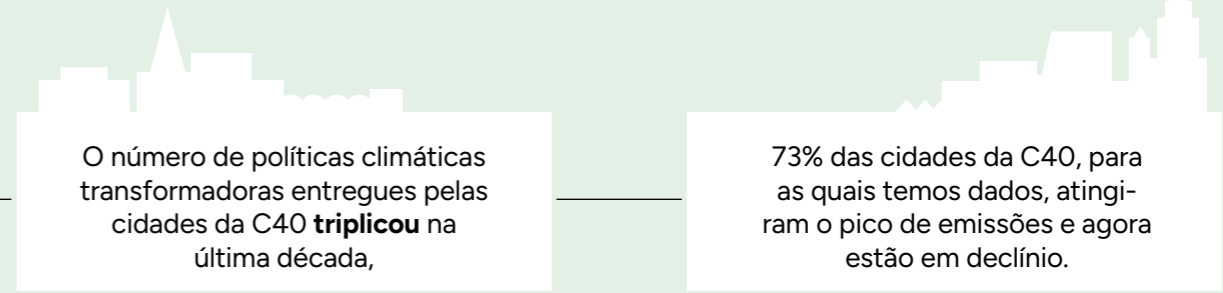 O número de políticas climáticas
transformadoras entregues pelas
cidades da C40 triplicou na
última década,
73% das cidades da C40, para
as quais temos dados, atingi-
ram o pico de emissões e agora
estão em declínio.